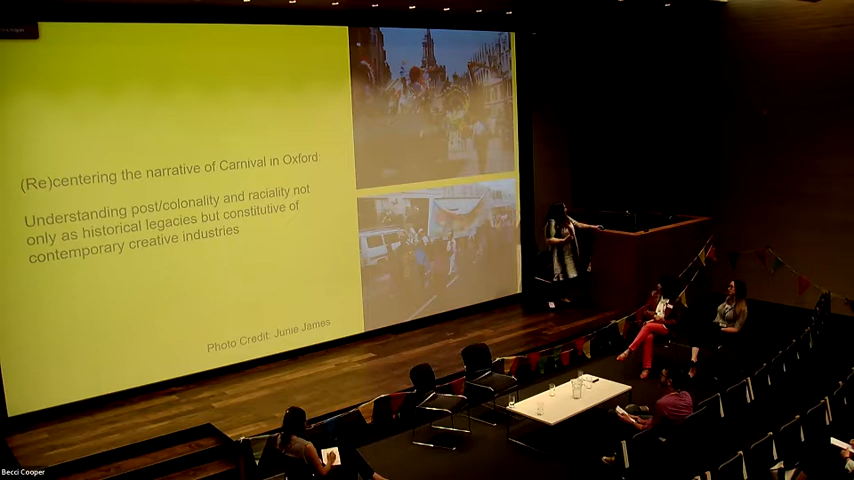 (Re)centering the narrative of Carnival in Oxford:
Understanding post/colonality and raciality not
only as historical legacies but constitutive of
contemporary creative industries
Photo Credit: Junie James
Becci Cooper